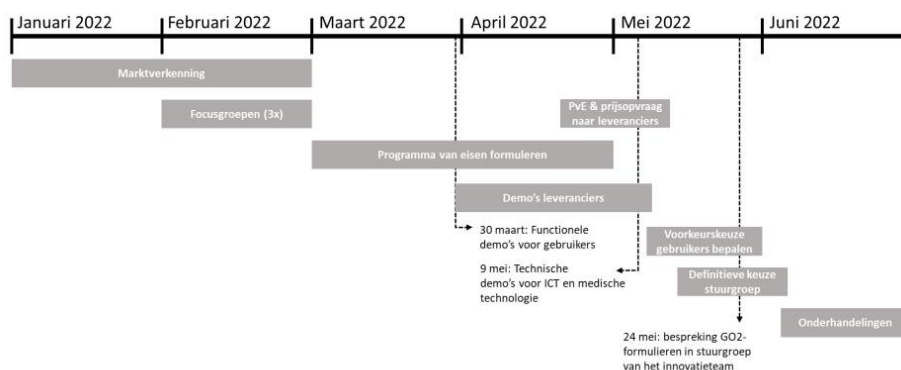 Januari 2022
Februari 2022
Maart 2022
April 2022
Mei 2022
Juni 2022
Marktverkenning
Focusgroepen (3x)
PvE & prijsopvraag
naar leveranciers
Programma van eisen formuleren
Demo's leveranciers
30 maart: Functionele
demo's voor gebruikers
Voorkeurskeuze
gebruikers bepalen
9 mei: Technische
demo's voor ICT en medische
technologie
Definitieve keuze
stuurgroep
Onderhandelingen
24 mei: bespreking GO2-
formulieren in stuurgroep
van het innovatieteam